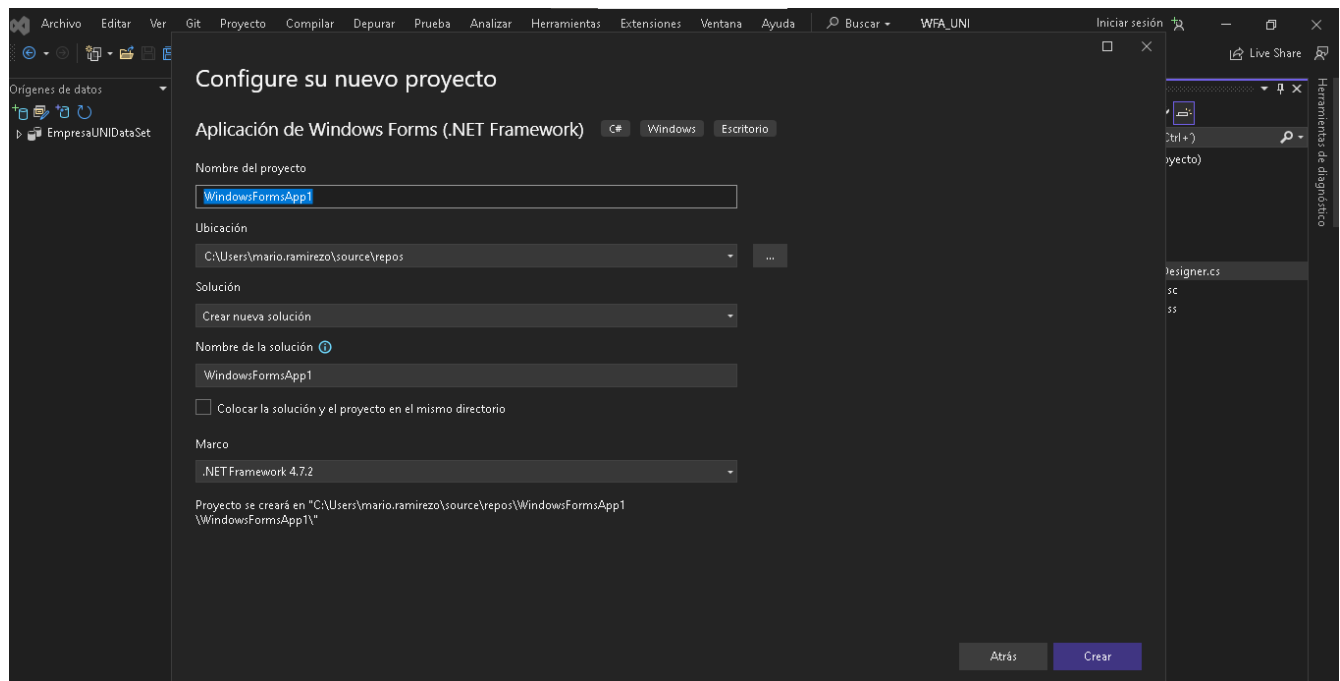 Archivo Editar Ver Git Proyecto Compilar Depurar Prueba Analizar Herramientas Extensiones Ventana Ayuda Buscar WFA_UNI Iniciar sesión
Live Share
Orígenes de datos
EmpresaUNIDataSet
Configure su nuevo proyecto
Aplicación de Windows Forms (.NET Framework) C# Windows Escritorio
Nombre del proyecto
WindowsFormsApp1
Ubicación
C:\Users\mario.ramirezo\source\repos
...
Solución
Crear nueva solución
Nombre de la solución
WindowsFormsApp1
Colocar la solución y el proyecto en el mismo directorio
Marco
.NET Framework 4.7.2
Proyecto se creará en "C:\Users\mario.ramirezo\source\repos\WindowsFormsApp1
\WindowsFormsApp1\"
Atrás Crear
Ctrl+´)
oyecto)
Designer.cs
sc
ss
Herramientas de diagnóstico